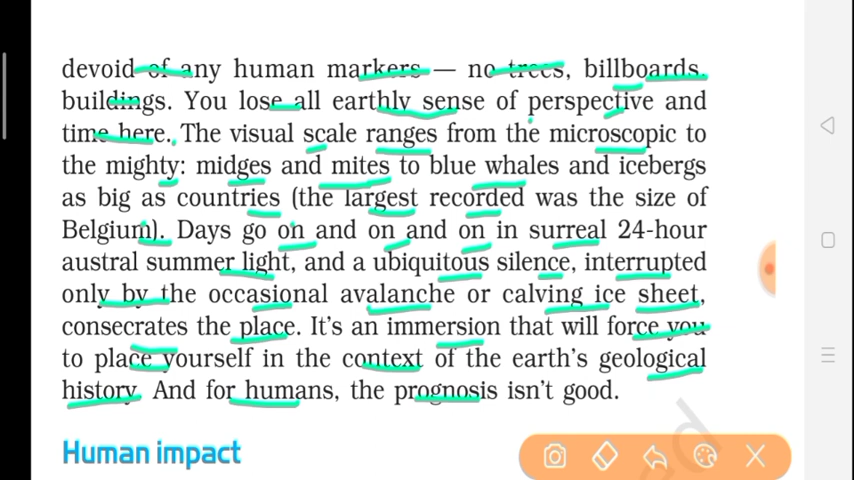 devoid of any human markers — no trees, billboards,
buildings. You lose all earthly sense of perspective and
time here. The visual scale ranges from the microscopic to
the mighty: midges and mites to blue whales and icebergs
as big as countries (the largest recorded was the size of
Belgium). Days go on and on and on in surreal 24-hour
austral summer light, and a ubiquitous silence, interrupted
only by the occasional avalanche or calving ice sheet,
consecrates the place. It's an immersion that will force you
to place yourself in the context of the earth's geological
history. And for humans, the prognosis isn't good.
Human impact